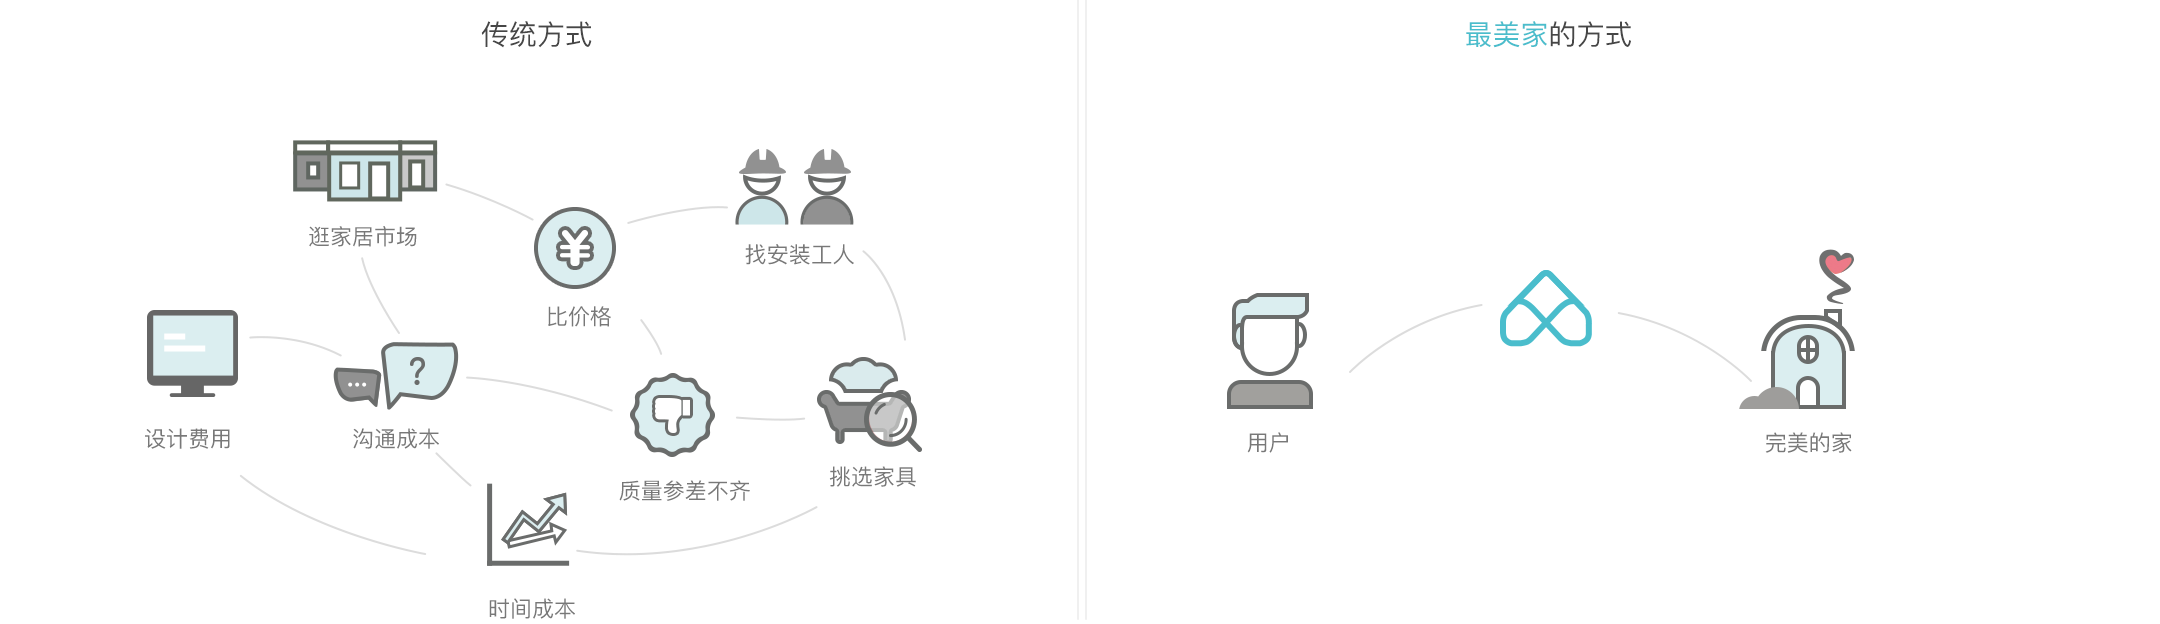 传统方式
最美家的方式
逛家居市场
找安装工人
比价格
设计费用
沟通成本
质量参差不齐
挑选家具
时间成本
用户
完美的家